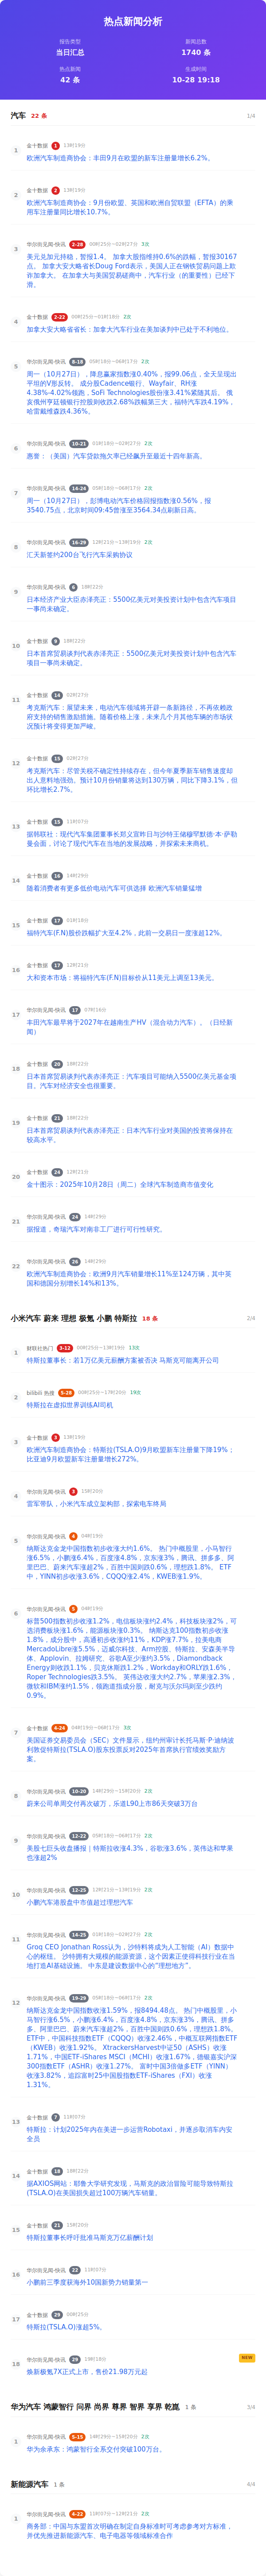 热点新闻分析
报告类型
当日汇总
新闻总数
1740 条
热点新闻
42 条
生成时间
10-28 19:18
汽车 22 条 1/4
1
金十数据 1 13时19分
欧洲汽车制造商协会：丰田9月在欧盟的新车注册量增长6.2%。
2
金十数据 2 13时19分
欧洲汽车制造商协会：9月份欧盟、英国和欧洲自贸联盟（EFTA）的乘
用车注册量同比增长10.7%。
3
华尔街见闻-快讯 2-28 00时25分~02时27分 3次
美元兑加元持稳，暂报1.4。 加拿大股指维持0.6%的跌幅，暂报30167
点。 加拿大安大略省长Doug Ford表示，美国人正在钢铁贸易问题上欺
诈加拿大。 在加拿大与美国贸易磋商中，汽车行业（的重要性）已经下
滑。
4
金十数据 2-22 00时25分~01时18分 2次
加拿大安大略省省长：加拿大汽车行业在美加谈判中已处于不利地位。
5
华尔街见闻-快讯 8-18 05时18分~06时17分 2次
周一（10月27日），降息赢家指数涨0.40%，报99.06点，全天呈现出
平坦的V形反转。 成分股Cadence银行、Wayfair、RH涨
4.38%-4.02%领跑，SoFi Technologies股份涨3.41%紧随其后。 俄
亥俄州亨廷顿银行控股则收跌2.68%跌幅第三大，福特汽车跌4.19%，
哈雷戴维森跌4.36%。
6
华尔街见闻-快讯 10-21 01时18分~02时27分 2次
惠誉：（美国）汽车贷款拖欠率已经飙升至最近十四年新高。
7
华尔街见闻-快讯 14-24 05时18分~06时17分 2次
周一（10月27日），彭博电动汽车价格回报指数涨0.56%，报
3540.75点，北京时间09:45曾涨至3564.34点刷新日高。
8
华尔街见闻-快讯 16-29 12时21分~13时19分 2次
汇天新签约200台飞行汽车采购协议
9
华尔街见闻-快讯 6 18时22分
日本经济产业大臣赤泽亮正：5500亿美元对美投资计划中包含汽车项目
一事尚未确定。
10
金十数据 9 18时22分
日本首席贸易谈判代表赤泽亮正：5500亿美元对美投资计划中包含汽车
项目一事尚未确定。
11
金十数据 14 02时27分
考克斯汽车：展望未来，电动汽车领域将开辟一条新路径，不再依赖政
府支持的销售激励措施。随着价格上涨，未来几个月其他车辆的市场状
况预计将变得更加严峻。
12
金十数据 15 02时27分
考克斯汽车：尽管关税不确定性持续存在，但今年夏季新车销售速度却
出人意料地强劲。预计10月份销量将达到130万辆，同比下降3.1%，但
环比增长2.7%。
13
金十数据 15 11时07分
据韩联社：现代汽车集团董事长郑义宣昨日与沙特王储穆罕默德·本·萨勒
曼会面，讨论了现代汽车在当地的发展战略，并探索未来商机。
14
金十数据 16 14时29分
随着消费者有更多低价电动汽车可供选择 欧洲汽车销量猛增
15
金十数据 17 01时18分
福特汽车(F.N)股价跌幅扩大至4.2%，此前一交易日一度涨超12%。
16
金十数据 17 12时21分
大和资本市场：将福特汽车(F.N)目标价从11美元上调至13美元。
17
华尔街见闻-快讯 17 07时16分
丰田汽车最早将于2027年在越南生产HV（混合动力汽车）。（日经新
闻）
18
金十数据 20 18时22分
日本首席贸易谈判代表赤泽亮正：汽车项目可能纳入5500亿美元基金项
目。汽车对经济安全也很重要。
19
金十数据 21 18时22分
日本首席贸易谈判代表赤泽亮正：日本汽车行业对美国的投资将保持在
较高水平。
20
金十数据 24 12时21分
金十图示：2025年10月28日（周二）全球汽车制造商市值变化
21
华尔街见闻-快讯 24 14时29分
据报道，奇瑞汽车对南非工厂进行可行性研究。
22
华尔街见闻-快讯 26 14时29分
欧洲汽车制造商协会：欧洲9月汽车销量增长11%至124万辆，其中英
国和德国分别增长14%和13%。
小米汽车 蔚来 理想 极氪 小鹏 特斯拉 18 条 2/4
1
财联社热门 3-12 00时25分~13时19分 13次
特斯拉董事长：若1万亿美元薪酬方案被否决 马斯克可能离开公司
2
bilibili 热搜 5-28 00时25分~17时20分 19次
特斯拉在虚拟世界训练AI司机
3
金十数据 3 13时19分
欧洲汽车制造商协会：特斯拉(TSLA.O)9月欧盟新车注册量下降19%；
比亚迪9月欧盟新车注册量增长272%。
4
华尔街见闻-快讯 3 15时20分
雷军带队，小米汽车成立架构部，探索电车终局
5
华尔街见闻-快讯 4 04时19分
纳斯达克金龙中国指数初步收涨大约1.6%。 热门中概股里，小马智行
涨6.5%，小鹏涨6.4%，百度涨4.8%，京东涨3%，腾讯、拼多多、阿
里巴巴、蔚来汽车涨超2%，百胜中国则跌0.6%，理想跌1.8%。 ETF
中，YINN初步收涨3.6%，CQQQ涨2.4%，KWEB涨1.9%。
6
华尔街见闻-快讯 5 04时19分
标普500指数初步收涨1.2%，电信板块涨约2.4%，科技板块涨2%，可
选消费板块涨1.6%，能源板块涨0.3%。 纳斯达克100指数初步收涨
1.8%，成分股中，高通初步收涨约11%，KDP涨7.7%，拉美电商
MercadoLibre涨5.5%，迈威尔科技、Arm控股、特斯拉、安森美半导
体、Applovin、拉姆研究、谷歌A至少涨约3.5%，Diamondback
Energy则收跌1.1%，贝克休斯跌1.2%，Workday和ORLY跌1.6%，
Roper Technologies跌3.5%。 英伟达收涨大约2.7%，苹果涨2.3%，
微软和IBM涨约1.5%，领跑道指成分股，耐克与沃尔玛则至少跌约
0.9%。
7
金十数据 4-24 04时19分~06时17分 3次
美国证券交易委员会（SEC）文件显示，纽约州审计长托马斯·P·迪纳波
利敦促特斯拉(TSLA.O)股东投票反对2025年首席执行官绩效奖励方
案。
8
华尔街见闻-快讯 10-20 14时29分~15时20分 2次
蔚来公司单周交付再次破万，乐道L90上市86天突破3万台
9
华尔街见闻-快讯 12-22 05时18分~06时17分 2次
美股七巨头收盘播报｜特斯拉收涨4.3%，谷歌涨3.6%，英伟达和苹果
也涨超2%
10
华尔街见闻-快讯 12-25 12时21分~13时19分 2次
小鹏汽车港股盘中市值超过理想汽车
11
华尔街见闻-快讯 14-25 01时18分~02时27分 2次
Groq CEO Jonathan Ross认为，沙特料将成为人工智能（AI）数据中
心的枢纽。 沙特拥有大规模的能源资源，这个因素正使得科技行业在当
地打造AI基础设施。 中东是建设数据中心的“理想地方”。
12
华尔街见闻-快讯 19-29 05时18分~06时17分 2次
纳斯达克金龙中国指数收涨1.59%，报8494.48点。 热门中概股里，小
马智行涨6.5%，小鹏涨6.4%，百度涨4.8%，京东涨3%，腾讯、拼多
多、阿里巴巴、蔚来汽车涨超2%，百胜中国则跌0.6%，理想跌1.8%。
ETF中，中国科技指数ETF（CQQQ）收涨2.46%，中概互联网指数ETF
（KWEB）收涨1.92%。 XtrackersHarvest中证50（ASHS）收涨
1.71%，中国ETF-iShares MSCI（MCHI）收涨1.67%，德银嘉实沪深
300指数ETF（ASHR）收涨1.27%。 富时中国3倍做多ETF（YINN）
收涨3.82%，追踪富时25中国股指数ETF-iShares（FXI）收涨
1.31%。
13
金十数据 7 11时07分
特斯拉：计划2025年内在美进一步运营Robotaxi，并逐步取消车内安
全员
14
金十数据 18 18时22分
据AXIOS网站：耶鲁大学研究发现，马斯克的政治冒险可能导致特斯拉
(TSLA.O)在美国损失超过100万辆汽车销量。
15
金十数据 21 15时20分
特斯拉董事长呼吁批准马斯克万亿薪酬计划
16
华尔街见闻-快讯 22 11时07分
小鹏前三季度获海外10国新势力销量第一
17
金十数据 29 00时25分
特斯拉(TSLA.O)涨超5%。
18
华尔街见闻-快讯 29 19时18分 NEW
焕新极氪7X正式上市，售价21.98万元起
华为汽车 鸿蒙智行 问界 尚界 尊界 智界 享界 乾崑 1 条 3/4
1
华尔街见闻-快讯 5-15 14时29分~15时20分 2次
华为余承东：鸿蒙智行全系交付突破100万台。
新能源汽车 1 条 4/4
1
华尔街见闻-快讯 4-22 11时07分~12时21分 2次
商务部：中国与东盟首次明确在制定自身标准时可考虑参考对方标准，
并优先推进新能源汽车、电子电器等领域标准合作